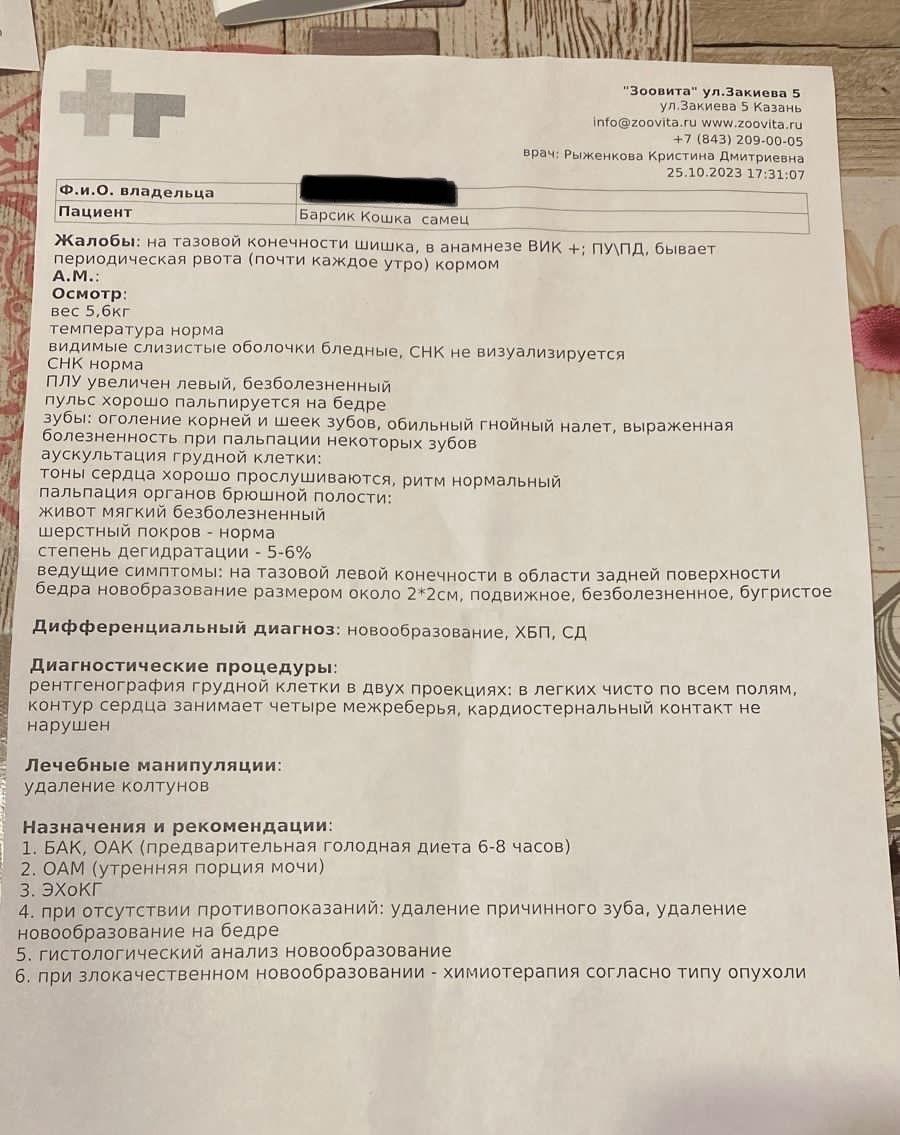 "Зоовита" ул.Закиева 5
ул.Закиева 5 Казань
info@zoovita.ru www.zoovita.ru
+7 (843) 209-00-05
врач: Рыженкова Кристина Дмитриевна
25.10.2023 17:31:07
Ф.и.О. владельца
Пациент Барсик Кошка самец
Жалобы: на тазовой конечности шишка, в анамнезе ВИК +; ПУ\ПД, бывает
периодическая рвота (почти каждое утро) кормом
А.М.:
Осмотр:
вес 5,6кг
температура норма
видимые слизистые оболочки бледные, СНК не визуализируется
СНК норма
ПЛУ увеличен левый, безболезненный
пульс хорошо пальпируется на бедре
зубы: оголение корней и шеек зубов, обильный гнойный налет, выраженная
болезненность при пальпации некоторых зубов
аускультация грудной клетки:
тоны сердца хорошо прослушиваются, ритм нормальный
пальпация органов брюшной полости:
живот мягкий безболезненный
шерстный покров - норма
степень дегидратации - 5-6%
ведущие симптомы: на тазовой левой конечности в области задней поверхности
бедра новобразование размером около 2*2см, подвижное, безболезненное, бугристое
Дифференциальный диагноз: новообразование, ХБП, СД
Диагностические процедуры:
рентгенография грудной клетки в двух проекциях: в легких чисто по всем полям,
контур сердца занимает четыре межреберья, кардиостернальный контакт не
нарушен
Лечебные манипуляции:
удаление колтунов
Назначения и рекомендации:
1. БАК, ОАК (предварительная голодная диета 6-8 часов)
2. ОАМ (утренняя порция мочи)
3. ЭХоКГ
4. при отсутствии противопоказаний: удаление причинного зуба, удаление
новообразование на бедре
5. гистологический анализ новообразование
6. при злокачественном новообразовании - химиотерапия согласно типу опухоли